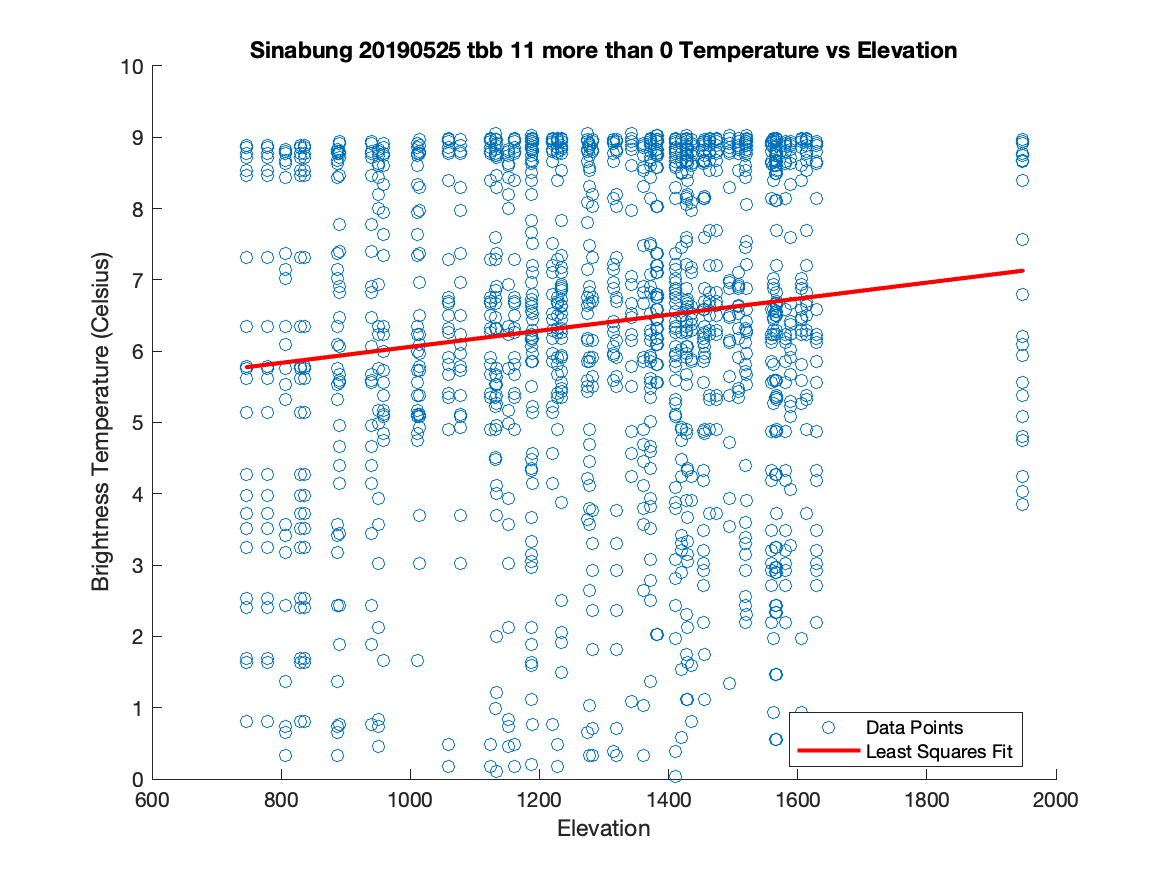 Sinabung 20190525 tbb 11 more than 0 Temperature vs Elevation
10
9
8
7
6
5
4
3
2
1
0
Brightness Temperature (Celsius)
600 800 1000 1200 1400 1600 1800 2000
Elevation
Data Points
Least Squares Fit